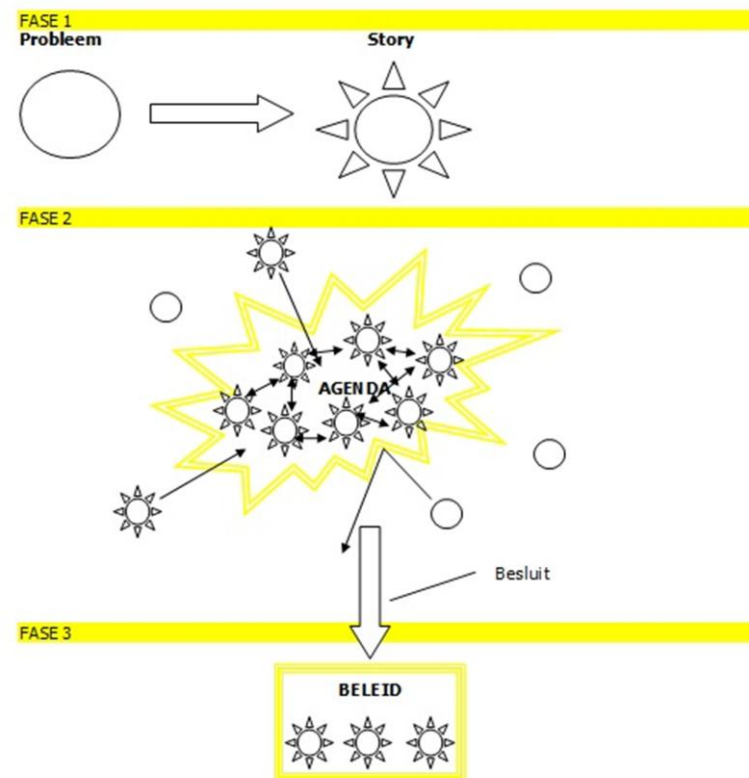 FASE 1
Probleem
Story
FASE 2
AGENDA
Besluit
FASE 3
BELEID